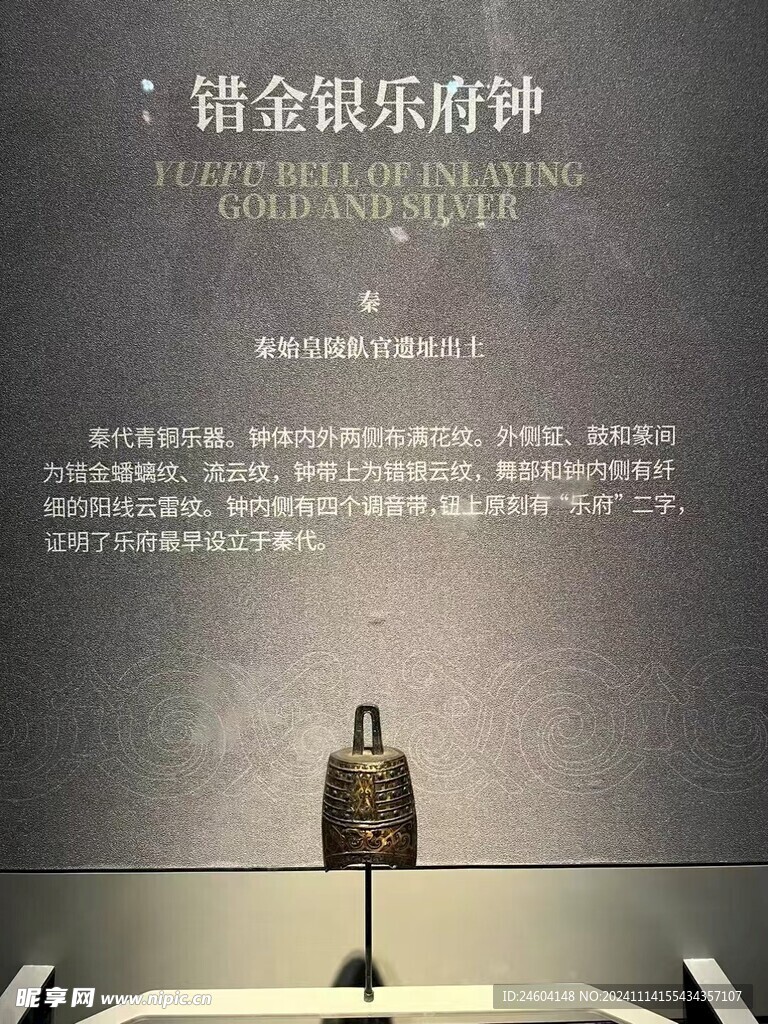 错金银乐府钟
YUEFU BELL OF INLAYING
GOLD AND SILVER
秦
秦始皇陵飤官遗址出土
秦代青铜乐器。钟体内外两侧布满花纹。外侧钲、鼓和篆间
为错金蟠螭纹、流云纹，钟带上为错银云纹，舞部和钟内侧有纤
细的阳线云雷纹。钟内侧有四个调音带，钮上原刻有“乐府”二字，
证明了乐府最早设立于秦代。
昵享网 www.nipic.cn
ID:24604148 NO:20241114155434357107